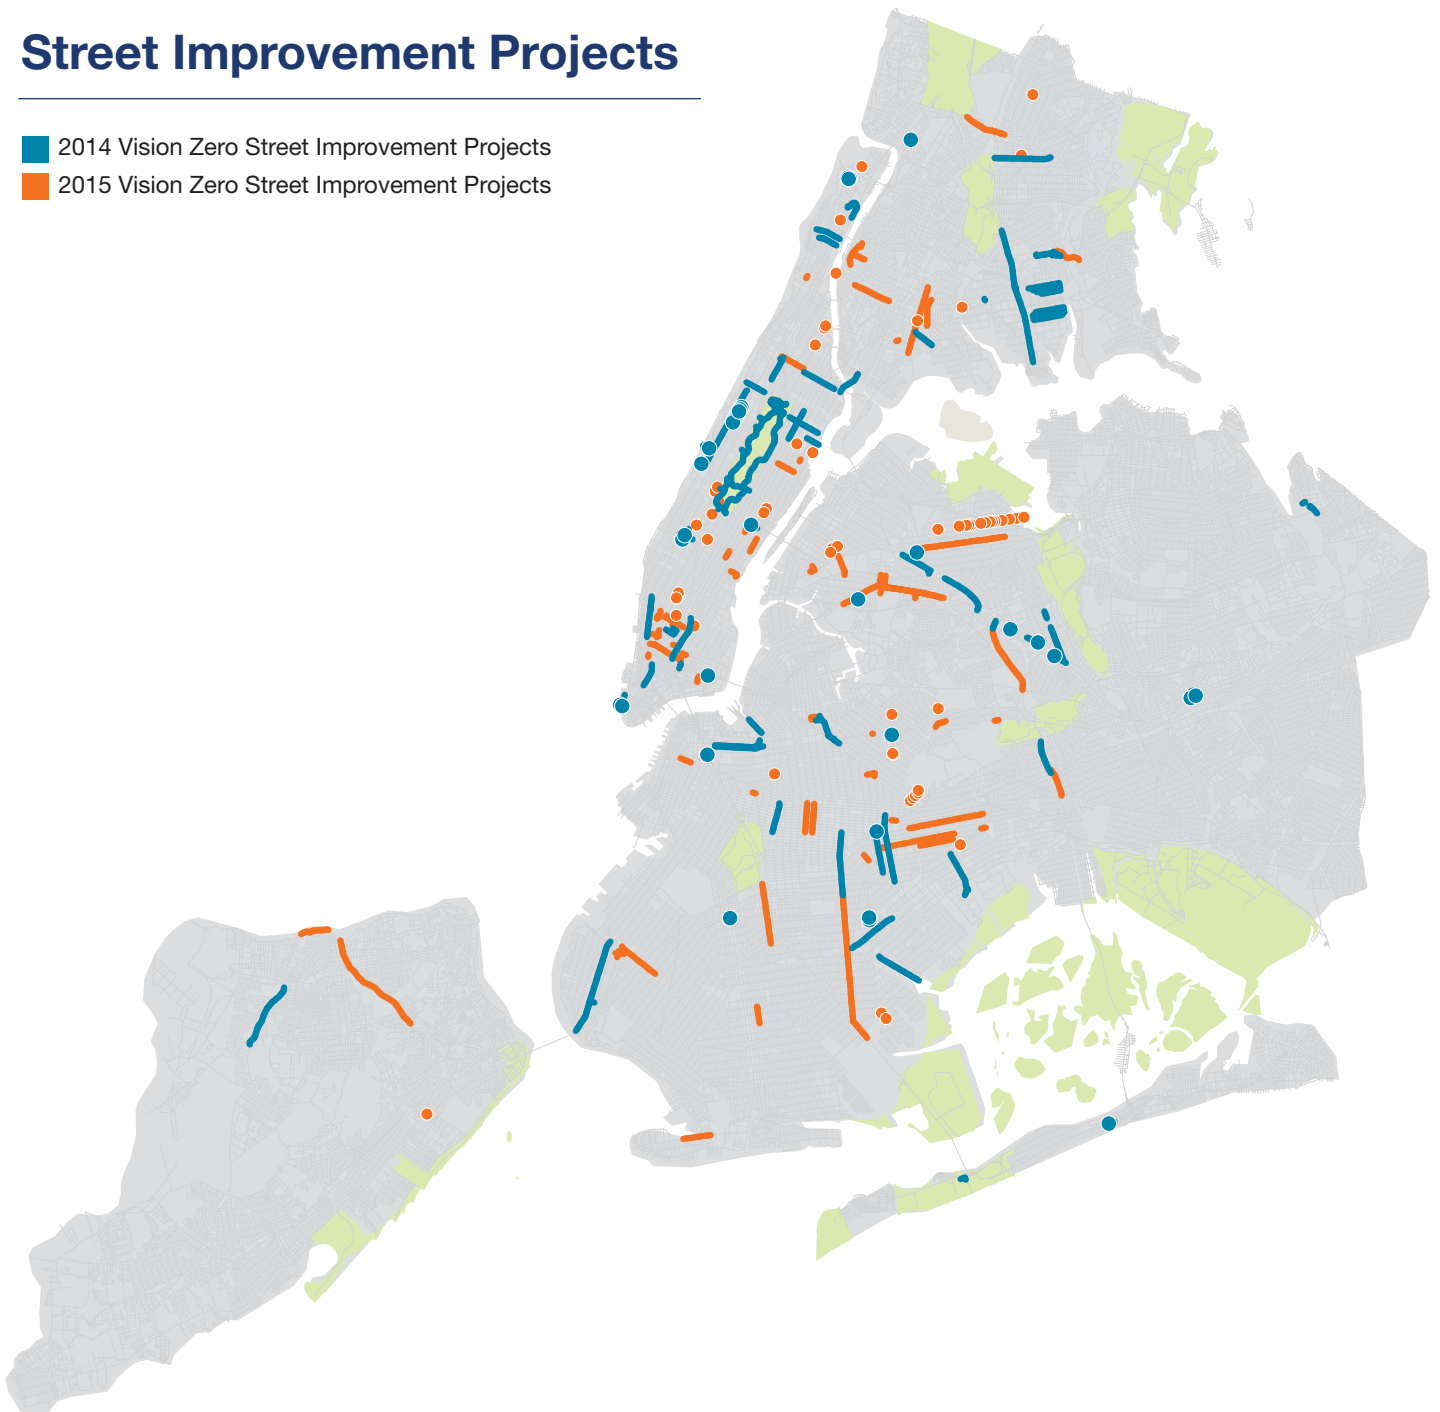 Street Improvement Projects
2014 Vision Zero Street Improvement Projects
2015 Vision Zero Street Improvement Projects